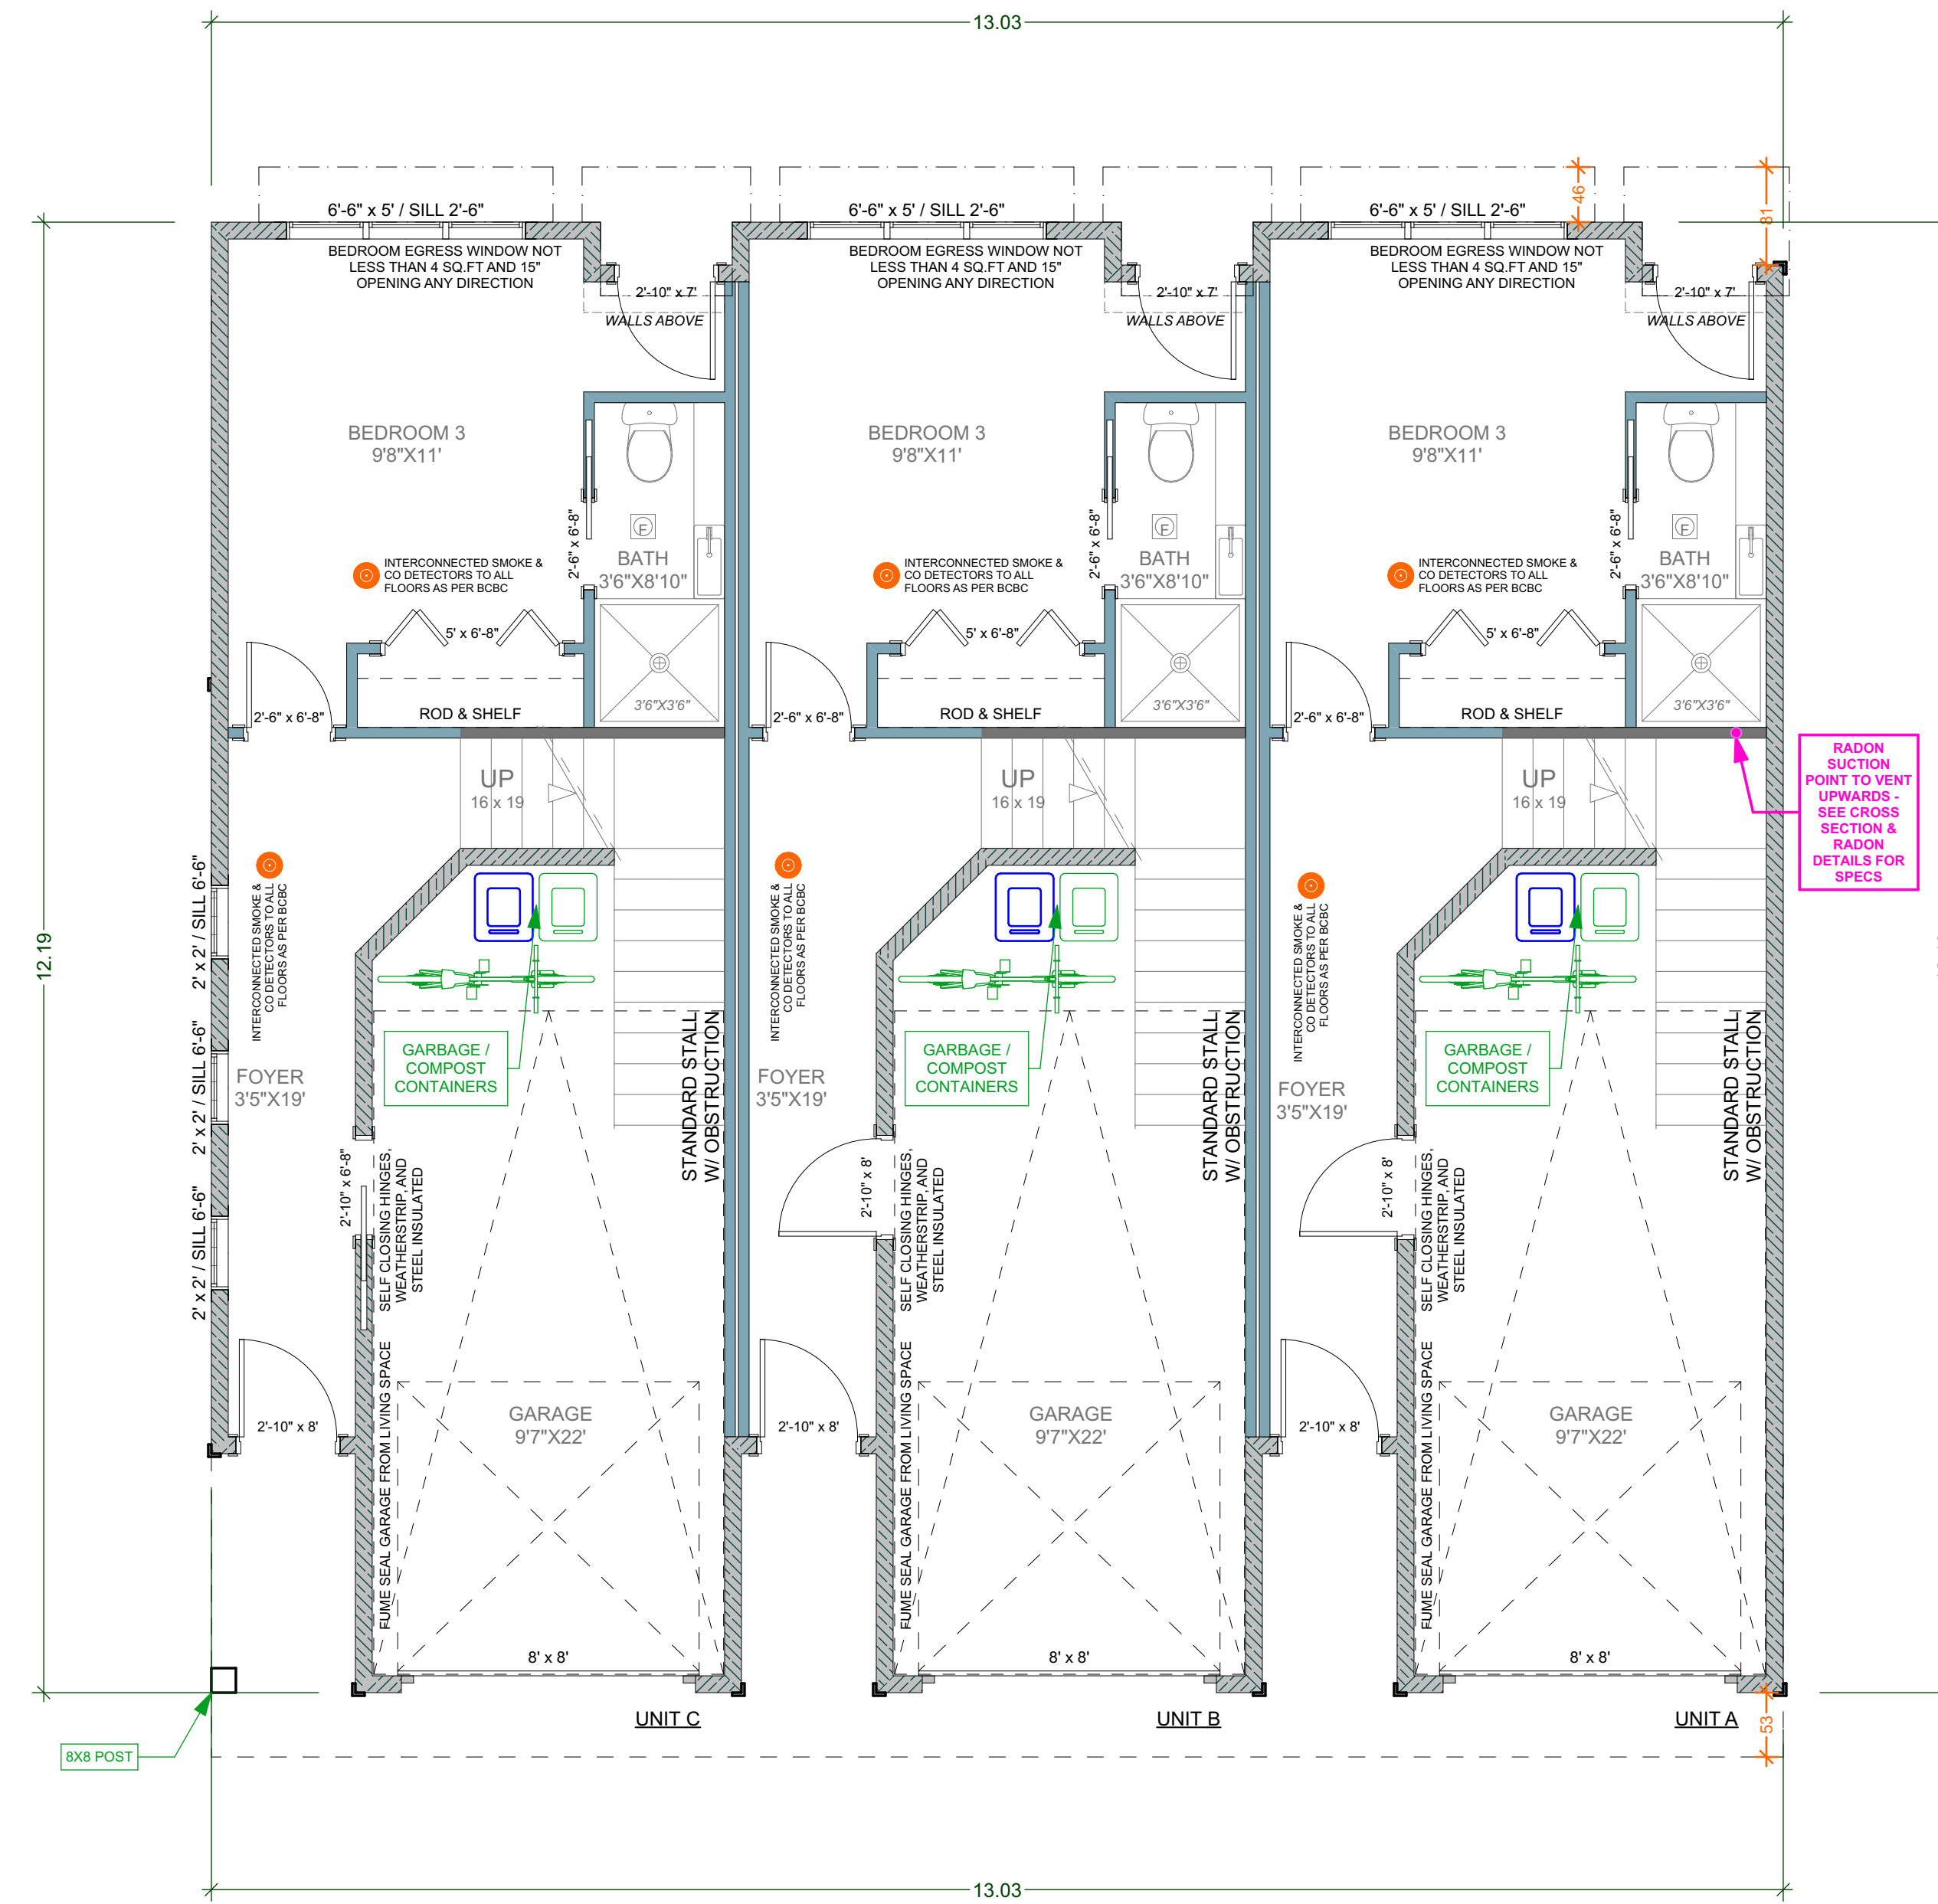 13.03
46
81
6'-6" x 5' / SILL 2'-6"
6'-6" x 5' / SILL 2'-6"
6'-6" x 5' / SILL 2'-6"
BEDROOM EGRESS WINDOW NOT
LESS THAN 4 SQ.FT AND 15"
OPENING ANY DIRECTION
BEDROOM EGRESS WINDOW NOT
LESS THAN 4 SQ.FT AND 15"
OPENING ANY DIRECTION
BEDROOM EGRESS WINDOW NOT
LESS THAN 4 SQ.FT AND 15"
OPENING ANY DIRECTION
2'-10" x 7'
2'-10" x 7'
2'-10" x 7'
WALLS ABOVE
WALLS ABOVE
WALLS ABOVE
BEDROOM 3
9'8"X11'
BEDROOM 3
9'8"X11'
BEDROOM 3
9'8"X11'
2'-6" x 6'-8"
2'-6" x 6'-8"
2'-6" x 6'-8"
F
F
F
BATH
3'6"X8'10"
BATH
3'6"X8'10"
BATH
3'6"X8'10"
INTERCONNECTED SMOKE &
CO DETECTORS TO ALL
FLOORS AS PER BCBC
INTERCONNECTED SMOKE &
CO DETECTORS TO ALL
FLOORS AS PER BCBC
INTERCONNECTED SMOKE &
CO DETECTORS TO ALL
FLOORS AS PER BCBC
5' x 6'-8"
5' x 6'-8"
5' x 6'-8"
3'6"X3'6"
3'6"X3'6"
3'6"X3'6"
2'-6" x 6'-8"
ROD & SHELF
2'-6" x 6'-8"
ROD & SHELF
2'-6" x 6'-8"
ROD & SHELF
UP
16 x 19
UP
16 x 19
UP
16 x 19
RADON
SUCTION
POINT TO VENT
UPWARDS -
SEE CROSS
SECTION &
RADON
DETAILS FOR
SPECS
12.19
2' x 2' / SILL 6'-6"
2' x 2' / SILL 6'-6"
2' x 2' / SILL 6'-6"
INTERCONNECTED SMOKE &
CO DETECTORS TO ALL
FLOORS AS PER BCBC
INTERCONNECTED SMOKE &
CO DETECTORS TO ALL
FLOORS AS PER BCBC
INTERCONNECTED SMOKE &
CO DETECTORS TO ALL
FLOORS AS PER BCBC
GARBAGE /
COMPOST
CONTAINERS
GARBAGE /
COMPOST
CONTAINERS
GARBAGE /
COMPOST
CONTAINERS
STANDARD STALL
W/ OBSTRUCTION
STANDARD STALL
W/ OBSTRUCTION
STANDARD STALL
W/ OBSTRUCTION
FOYER
3'5"X19'
FOYER
3'5"X19'
FOYER
3'5"X19'
2'-10" x 6'-8"
2'-10" x 8'
2'-10" x 8'
SELF CLOSING HINGES,
WEATHERSTRIP, AND
STEEL INSULATED
SELF CLOSING HINGES,
WEATHERSTRIP, AND
STEEL INSULATED
SELF CLOSING HINGES,
WEATHERSTRIP, AND
STEEL INSULATED
FUME SEAL GARAGE FROM LIVING SPACE
FUME SEAL GARAGE FROM LIVING SPACE
FUME SEAL GARAGE FROM LIVING SPACE
2'-10" x 8'
2'-10" x 8'
2'-10" x 8'
GARAGE
9'7"X22'
GARAGE
9'7"X22'
GARAGE
9'7"X22'
8' x 8'
8' x 8'
8' x 8'
UNIT C
UNIT B
UNIT A
53
8X8 POST
13.03